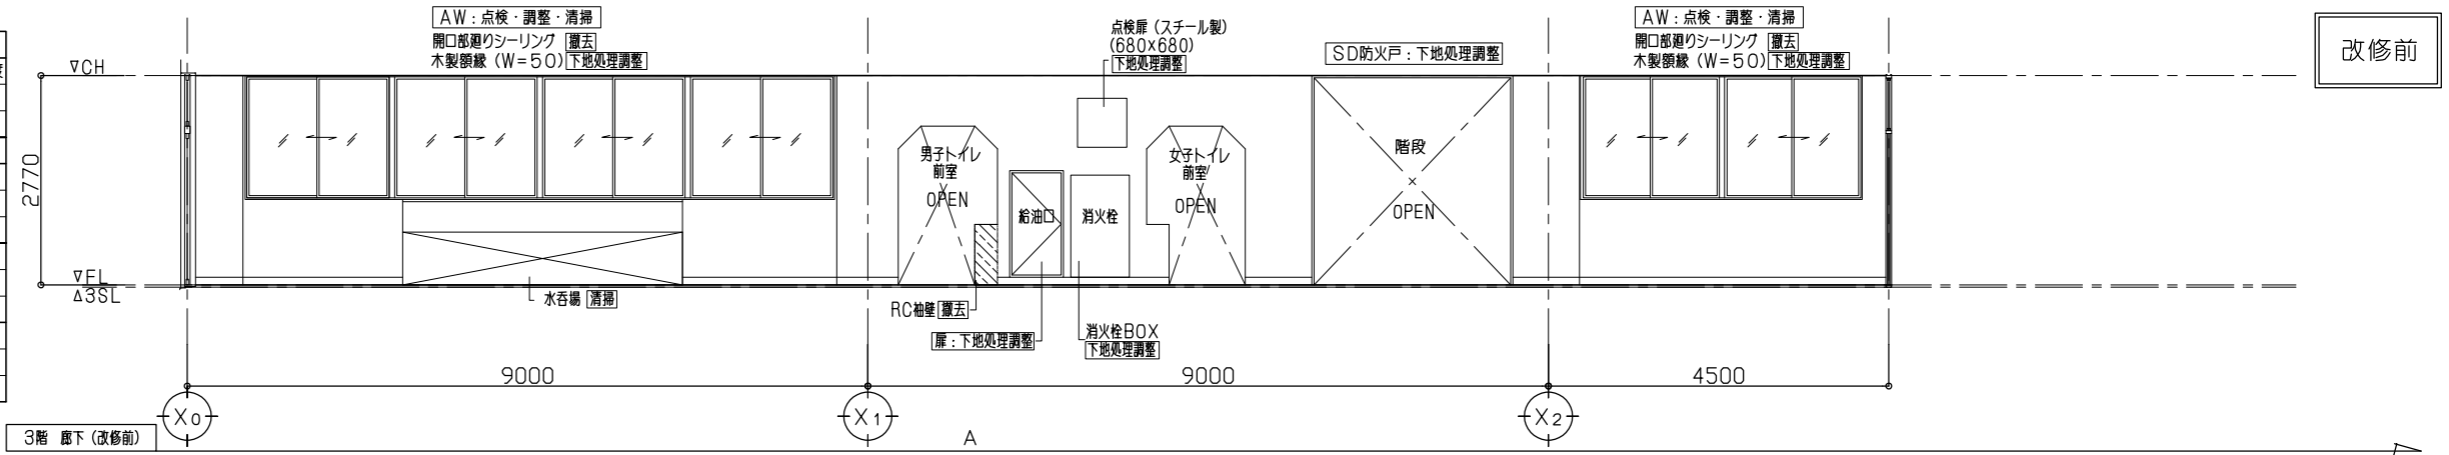 AW：点検・調整・清掃
開口部廻りシーリング 撤去
木製額縁（W=50）下地処理調整
点検扉（スチール製）
(680×680)
下地処理調整
SD防火戸：下地処理調整
AW：点検・調整・清掃
開口部廻りシーリング 撤去
木製額縁（W=50）下地処理調整
改修前
▽CH
2770
男子トイレ
前室
OPEN
給油口
消火栓
女子トイレ
前室
OPEN
階段
OPEN
▽FL
△3SL
水呑場 清掃
RC袖壁 撤去
扉：下地処理調整
消火栓BOX
下地処理調整
9000
9000
4500
X0
X1
X2
3階 廊下（改修前）
A